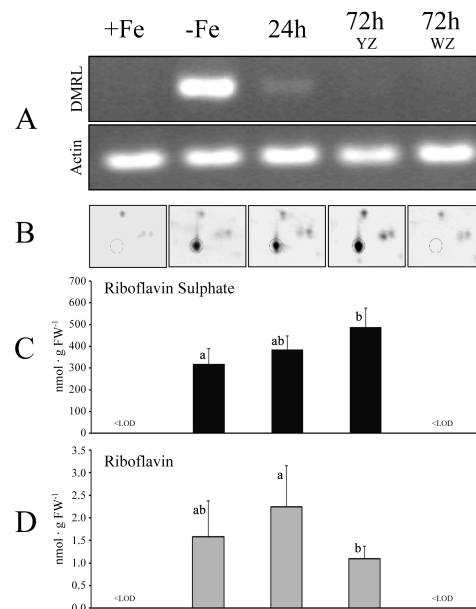 +Fe -Fe 24h 72h 72h
YZ WZ
A
DMRL
Actin
B
C
Riboflavin Sulphate
nmol · g FW⁻¹
700
600
500
400
300
200
100
0
<LOD
a
ab
b
<LOD
D
Riboflavin
nmol · g FW⁻¹
3.5
3.0
2.5
2.0
1.5
1.0
0.5
0.0
<LOD
ab
a
b
<LOD